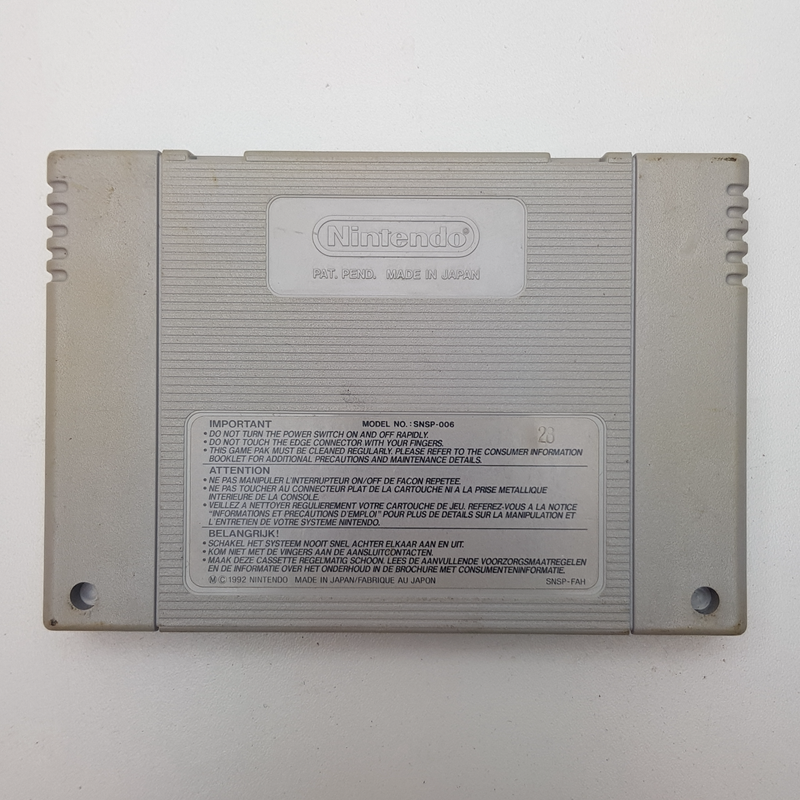 Nintendo®
PAT. PEND. MADE IN JAPAN
IMPORTANT MODEL NO.: SNSP-006
• DO NOT TURN THE POWER SWITCH ON AND OFF RAPIDLY.
• DO NOT TOUCH THE EDGE CONNECTOR WITH YOUR FINGERS.
• THIS GAME PAK MUST BE CLEANED REGULARLY. PLEASE REFER TO THE CONSUMER INFORMATION
BOOKLET FOR ADDITIONAL PRECAUTIONS AND MAINTENANCE DETAILS.
ATTENTION
• NE PAS MANIPULER L'INTERRUPTEUR ON/OFF DE FACON REPETEE.
• NE PAS TOUCHER AU CONNECTEUR PLAT DE LA CARTOUCHE NI A LA PRISE METALLIQUE
INTERIEURE DE LA CONSOLE.
• VEILLEZ A NETTOYER REGULIEREMENT VOTRE CARTOUCHE DE JEU. REFEREZ-VOUS A LA NOTICE
"INFORMATIONS ET PRECAUTIONS D'EMPLOI" POUR PLUS DE DETAILS SUR LA MANIPULATION ET
L'ENTRETIEN DE VOTRE SYSTEME NINTENDO.
BELANGRIJK!
• SCHAKEL HET SYSTEEM NOOIT SNEL ACHTER ELKAAR AAN EN UIT.
• KOM NIET MET DE VINGERS AAN DE AANSLUITCONTACTEN.
• MAAK DEZE CASSETTE REGELMATIG SCHOON. LEES DE AANVULLENDE VOORZORGSMAATREGELEN
EN DE INFORMATIE OVER HET ONDERHOUD IN DE BROCHURE MET CONSUMENTENINFORMATIE.
Ⓜ © 1992 NINTENDO MADE IN JAPAN/FABRIQUE AU JAPON SNSP-FAH